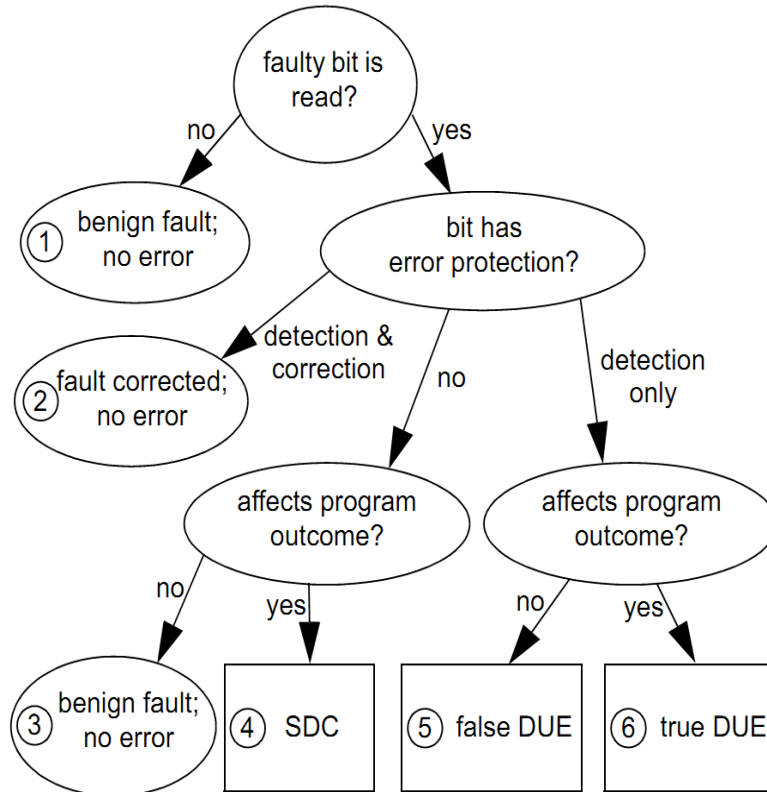 faulty bit is
read?
no
yes
1
benign fault;
no error
bit has
error protection?
detection &
correction
no
detection
only
2
fault corrected;
no error
affects program
outcome?
affects program
outcome?
no
yes
no
yes
3
benign fault;
no error
4 SDC
5 false DUE
6 true DUE